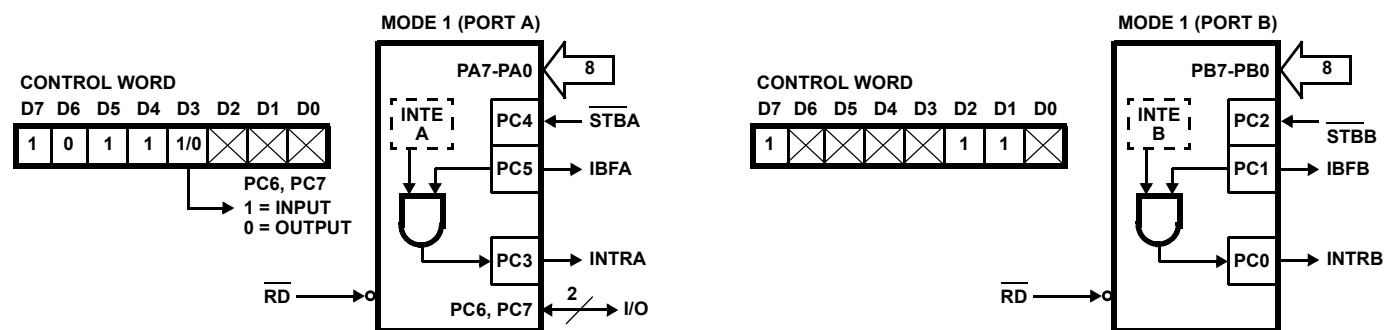 MODE 1 (PORT A)
CONTROL WORD
D7 D6 D5 D4 D3 D2 D1 D0
1 0 1 1 1/0
PC6, PC7
1 = INPUT
0 = OUTPUT
RD
PA7-PA0
8
INTE
A
PC4
STBA
PC5
IBFA
PC3
INTRA
PC6, PC7
2
I/O
MODE 1 (PORT B)
CONTROL WORD
D7 D6 D5 D4 D3 D2 D1 D0
1 1 1
RD
PB7-PB0
8
INTE
B
PC2
STBB
PC1
IBFB
PC0
INTRB